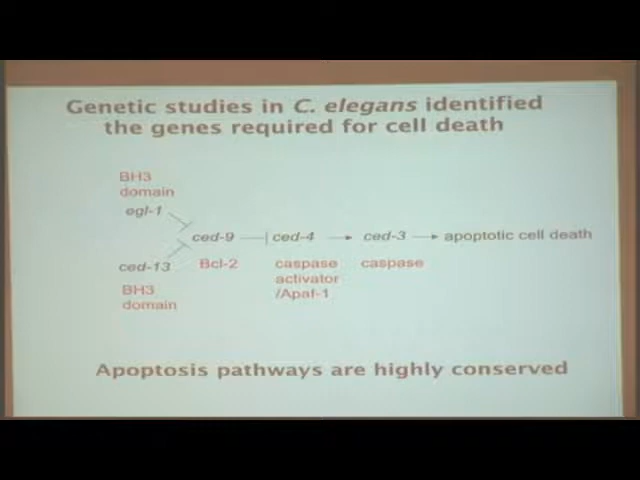 Genetic studies in C. elegans identified
the genes required for cell death
BH3
domain
egl-1
ced-9
ced-4
ced-3
apoptotic cell death
ced-13
Bcl-2
caspase
activator
/Apaf-1
caspase
BH3
domain
Apoptosis pathways are highly conserved